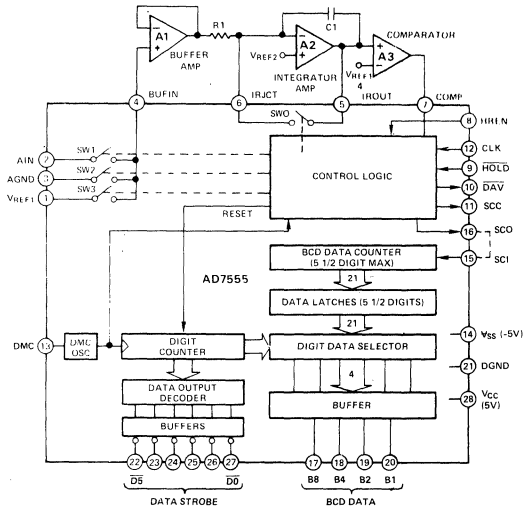 R1
C1
COMPARATOR
A1
A2
A3
BUFFER
AMP
VREF2
INTEGRATOR
AMP
VREF1
4
4 BUFIN
6 IRJCT
5 IROUT
7 COMP
SWO
8 HREN
AIN 2 SW1
12 CLK
AGND 3 SW2
9 HOLD
CONTROL LOGIC
10 DAV
VREF1 1 SW3
11 SCC
RESET
16 SCO
BCD DATA COUNTER
(5 1/2 DIGIT MAX)
15 SCI
21
AD7555
DATA LATCHES (5 1/2 DIGITS)
21
14 VSS (-5V)
DMC 13
DMC
OSC
DIGIT
COUNTER
DIGIT DATA SELECTOR
21 DGND
4
DATA OUTPUT
DECODER
BUFFER
28 VCC
(5V)
BUFFERS
22 23 24 25 26 27 17 18 19 20
D5 D0 B8 B4 B2 B1
DATA STROBE BCD DATA